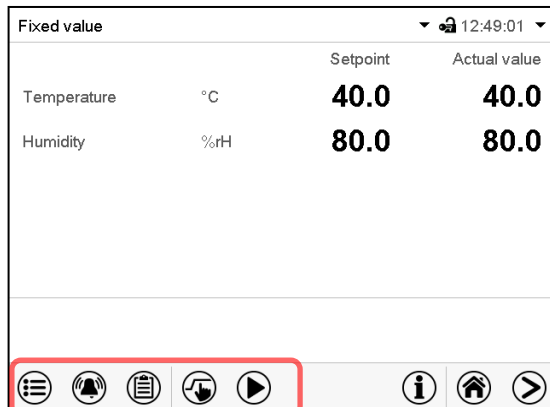 Fixed value 12:49:01
Setpoint Actual value
Temperature °C 40.0 40.0
Humidity %rH 80.0 80.0